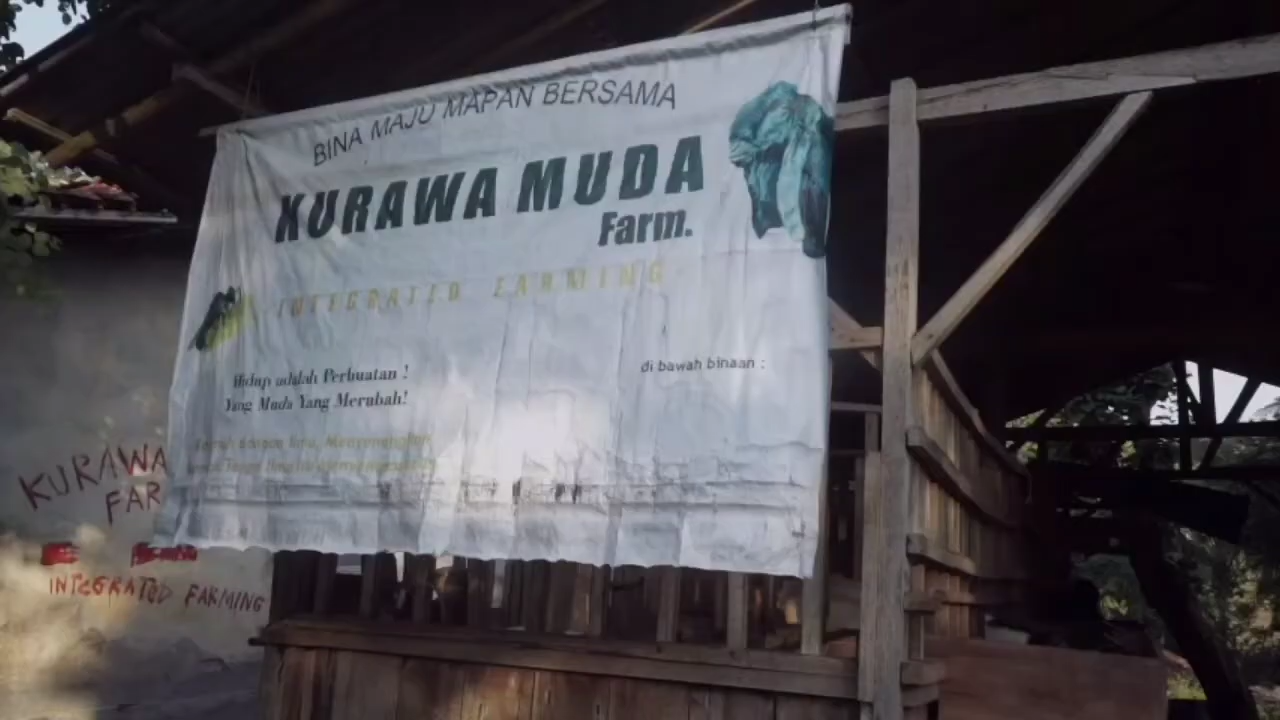 BINA MAJU MAPAN BERSAMA
KURAWA MUDA
Farm.
INTEGRATED FARMING
Hidup adalah Perbuatan !
Yang Muda Yang Merubah!
di bawah binaan :
KURAWA
FAR
INTEGRATED FARMING